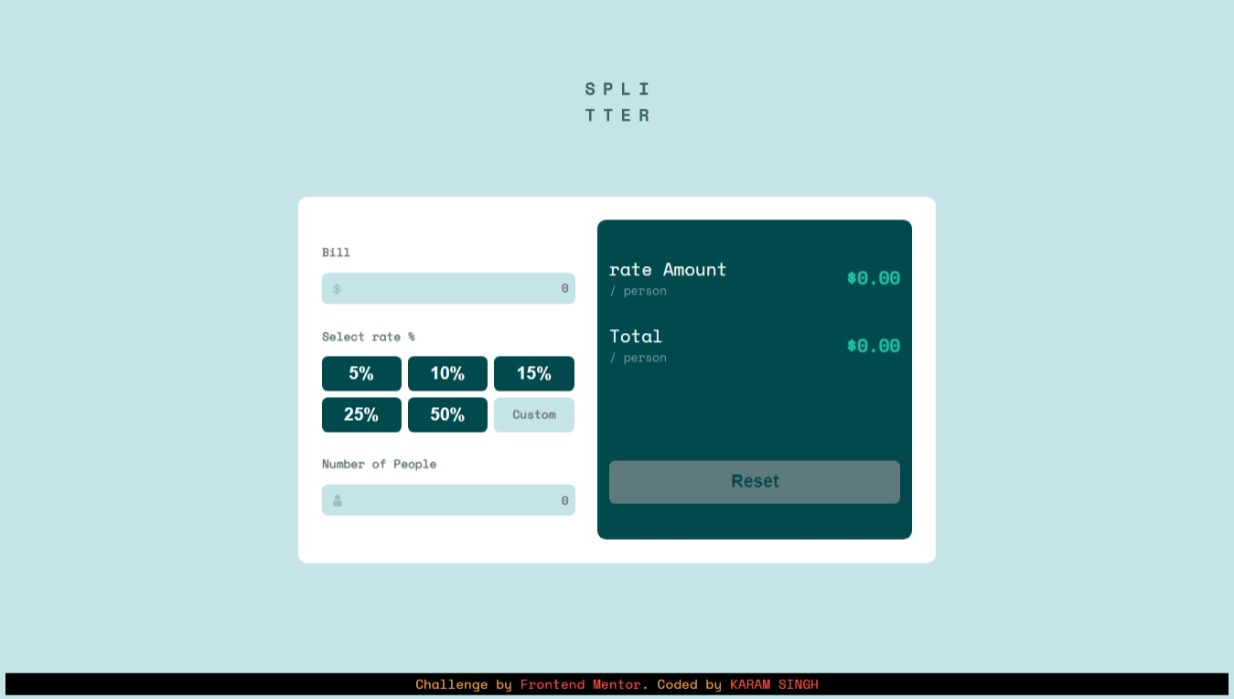 SPLI
TTER
Bill
$ 0
Select rate %
5% 10% 15%
25% 50% Custom
Number of People
0
rate Amount
/ person
$0.00
Total
/ person
$0.00
Reset
Challenge by Frontend Mentor. Coded by KARAM SINGH